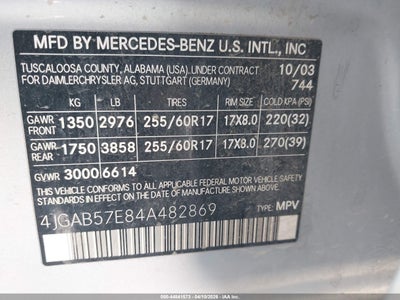 MFD BY MERCEDES-BENZ U.S. INTL., INC
TUSCALOOSA COUNTY, ALABAMA (USA). UNDER CONTRACT 10/03
FOR DAIMLERCHRYSLER AG, STUTTGART (GERMANY) 744
KG LB TIRES RIM SIZE COLD KPA (PSI)
GAWR FRONT 1350 2976 255/60R17 17X8.0 220(32)
GAWR REAR 1750 3858 255/60R17 17X8.0 270(39)
GVWR 3000 6614
THIS VEHICLE CONFORMS TO ALL APPLICABLE U.S. FEDERAL MOTOR VEHICLE
SAFETY STANDARDS IN EFFECT ON THE DATE OF MANUFACTURE SHOWN ABOVE.
4JGAB57E84A482869 TYPE: MPV